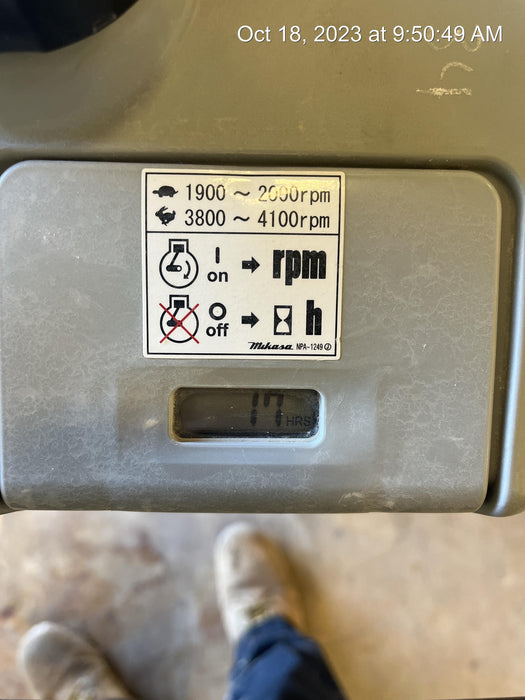 Oct 18, 2023 at 9:50:49 AM
1900 ~ 2000rpm
3800 ~ 4100rpm
I on rpm
O off h
Mikasa NPA-1249
17 HRS